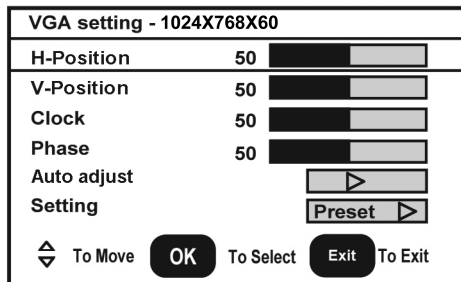 VGA setting - 1024X768X60
H-Position 50
V-Position 50
Clock 50
Phase 50
Auto adjust
Setting Preset
To Move OK To Select Exit To Exit